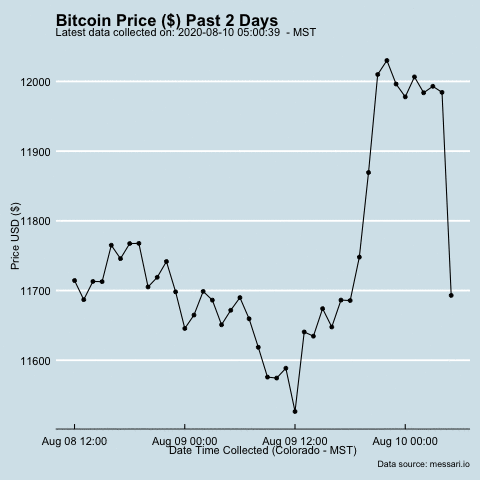 Bitcoin Price ($) Past 2 Days
Latest data collected on: 2020-08-10 05:00:39  - MST
12000
11900
11800
11700
11600
Price USD ($)
Aug 08 12:00 Aug 09 00:00 Aug 09 12:00 Aug 10 00:00
Date Time Collected (Colorado - MST)
Data source: messari.io